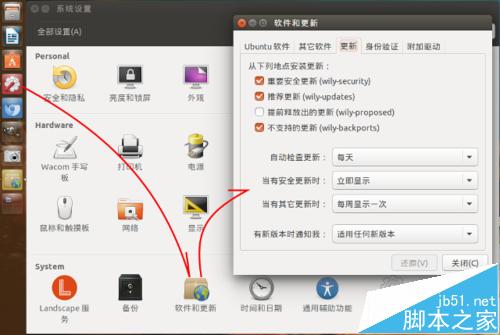 系统设置
全部设置(A)
Personal
安全和隐私
亮度和锁屏
外观
Hardware
Wacom 手写板
打印机
电源
鼠标和触摸板
网络
显示
System
Landscape 服务
备份
软件和更新
时间和日期
通用辅助功能
软件和更新
Ubuntu 软件
其它软件
更新
身份验证
附加驱动
从下列地点安装更新：
重要安全更新 (wily-security)
推荐更新 (wily-updates)
提前释放出的更新 (wily-proposed)
不支持的更新 (wily-backports)
自动检查更新： 每天
当有安全更新时： 立即显示
当有其它更新时： 每周显示一次
有新版本时通知我： 适用任何新版本
还原(V)
关闭(C)
jb51.net
脚本之家